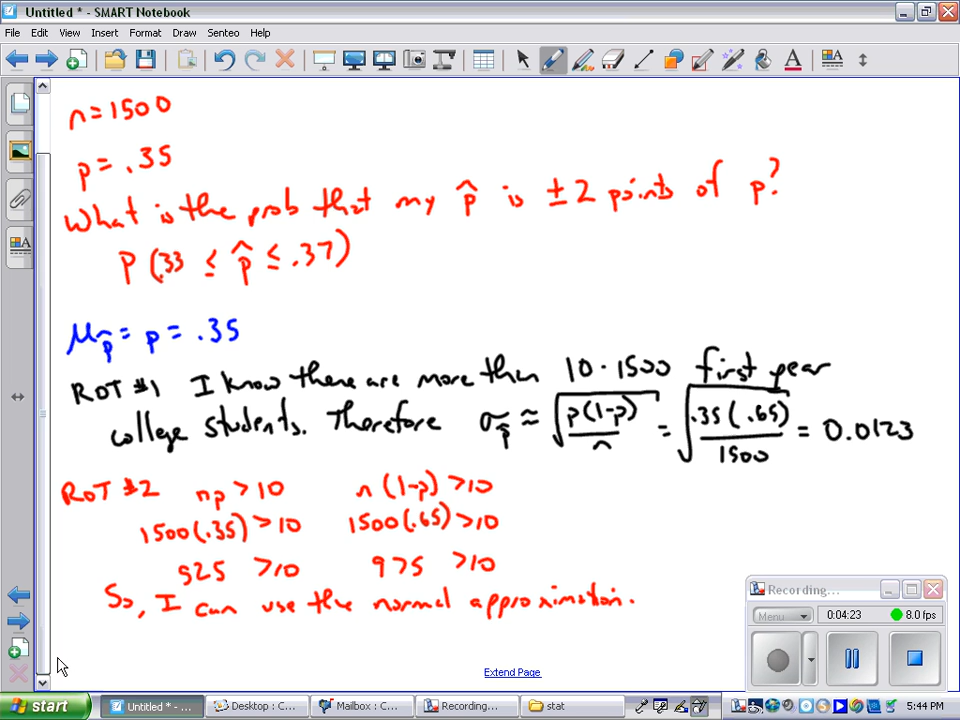 Untitled * - SMART Notebook
File Edit View Insert Format Draw Senteo Help
n=1500
p= .35
What is the prob that my p̂ is ±2 points of p?
P (.33 ≤ p̂ ≤ .37)
μp̂ = p = .35
ROT #1 I know there are more than 10·1500 first year
college students. Therefore σp̂ ≈ √(p(1-p)/n) = √(.35(.65)/1500) = 0.0123
ROT #2 np >10 n(1-p) >10
1500(.35) >10 1500(.65) >10
525 >10 975 >10
So, I can use the normal approximation.
Recording...
Menu 0:04:23 8.0 fps
Extend Page
start Untitled * - ... Desktop : C... Mailbox : C... Recording... stat 5:44 PM